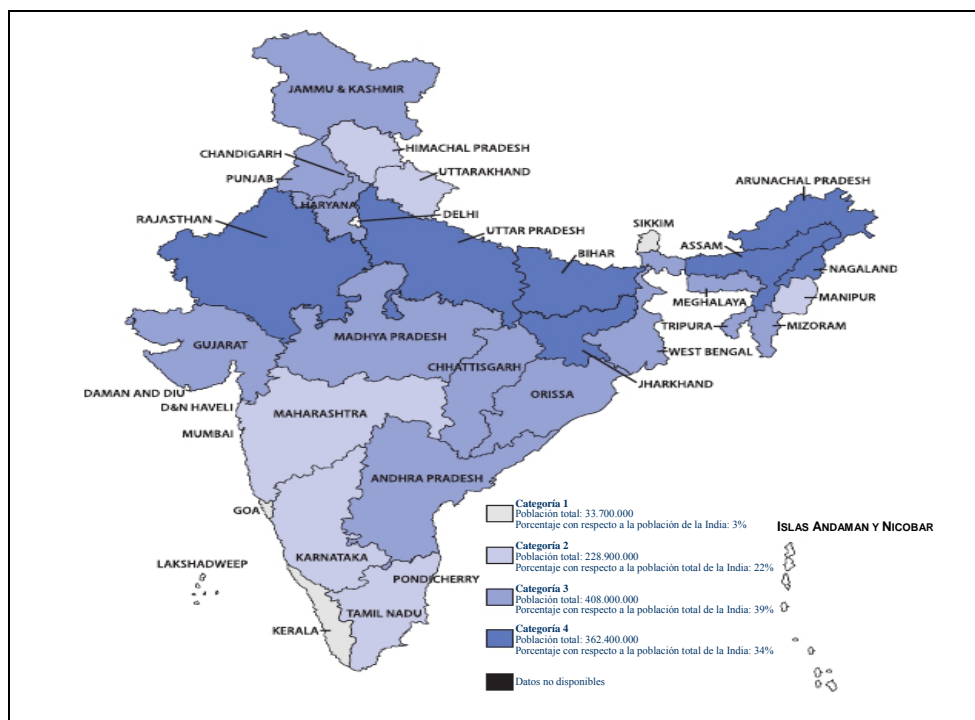 JAMMU & KASHMIR
HIMACHAL PRADESH
CHANDIGARH
UTTARAKHAND
PUNJAB
ARUNACHAL PRADESH
HARYANA
DELHI
RAJASTHAN
SIKKIM
UTTAR PRADESH
ASSAM
BIHAR
NAGALAND
MEGHALAYA
MANIPUR
TRIPURA
MIZORAM
MADHYA PRADESH
GUJARAT
WEST BENGAL
CHHATTISGARH
JHARKHAND
DAMAN AND DIU
ORISSA
D&N HAVELI
MAHARASHTRA
MUMBAI
ANDHRA PRADESH
GOA
Categoría 1
Población total: 33.700.000
Porcentaje con respecto a la población de la India: 3%
ISLAS ANDAMAN Y NICOBAR
KARNATAKA
Categoría 2
Población total: 228.900.000
Porcentaje con respecto a la población total de la India: 22%
LAKSHADWEEP
PONDICHERRY
Categoría 3
Población total: 408.000.000
Porcentaje con respecto a la población total de la India: 39%
TAMIL NADU
KERALA
Categoría 4
Población total: 362.400.000
Porcentaje con respecto a la población total de la India: 34%
Datos no disponibles